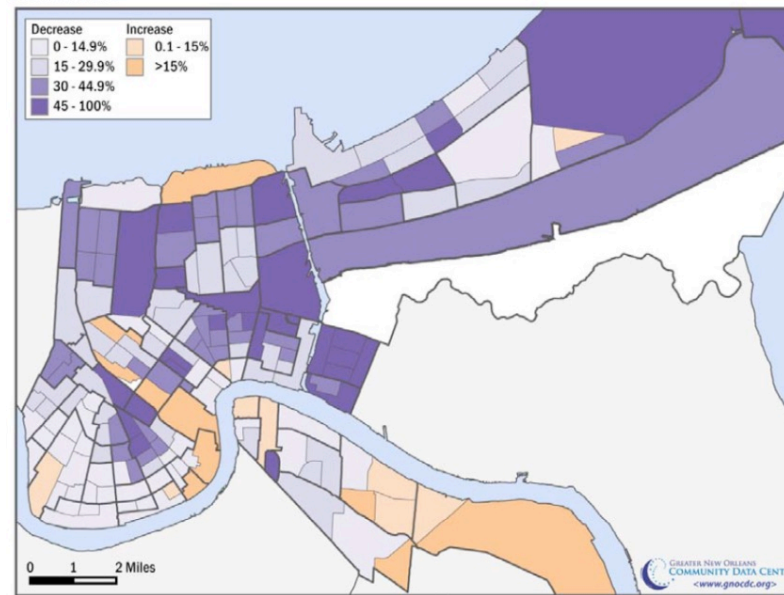 Decrease
0 - 14.9%
15 - 29.9%
30 - 44.9%
45 - 100%
Increase
0.1 - 15%
>15%
0 1 2 Miles
GREATER NEW ORLEANS
COMMUNITY DATA CENT
<www.gnocdc.org>